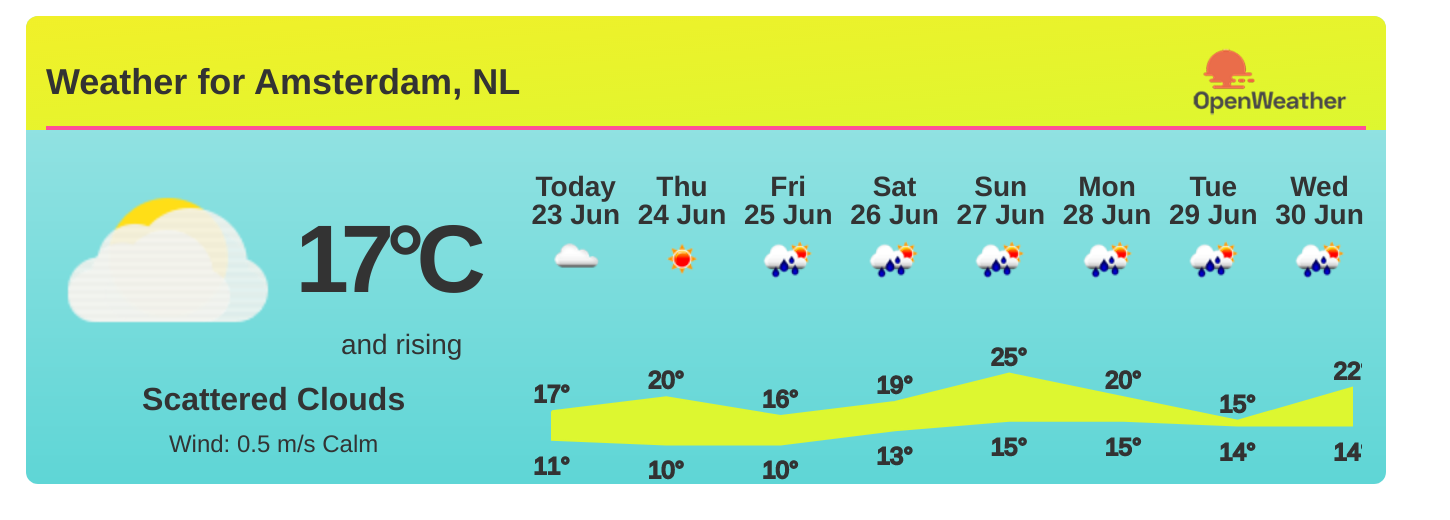 Weather for Amsterdam, NL
OpenWeather
17°C
and rising
Scattered Clouds
Wind: 0.5 m/s Calm
Today Thu Fri Sat Sun Mon Tue Wed
23 Jun 24 Jun 25 Jun 26 Jun 27 Jun 28 Jun 29 Jun 30 Jun
17° 20° 16° 19° 25° 20° 15° 22°
11° 10° 10° 13° 15° 15° 14° 14°